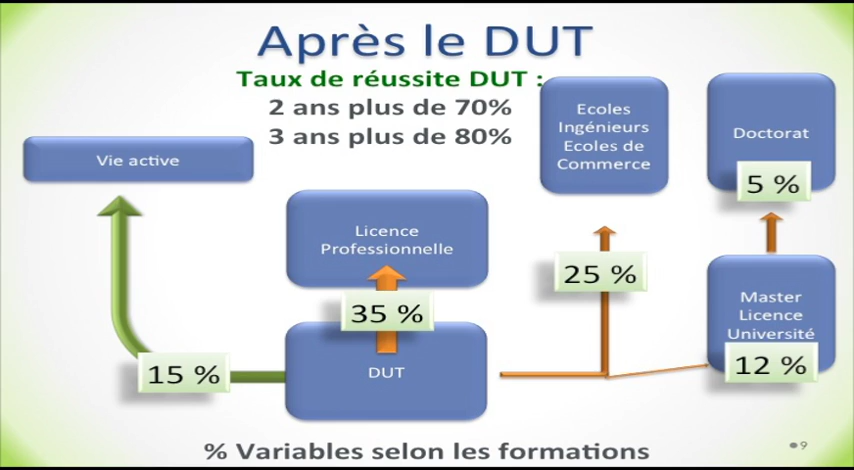 Après le DUT
Taux de réussite DUT :
2 ans plus de 70%
3 ans plus de 80%
Vie active
Ecoles
Ingénieurs
Ecoles de
Commerce
Doctorat
5 %
Licence
Professionnelle
25 %
35 %
Master
Licence
Université
12 %
15 %
DUT
% Variables selon les formations
9